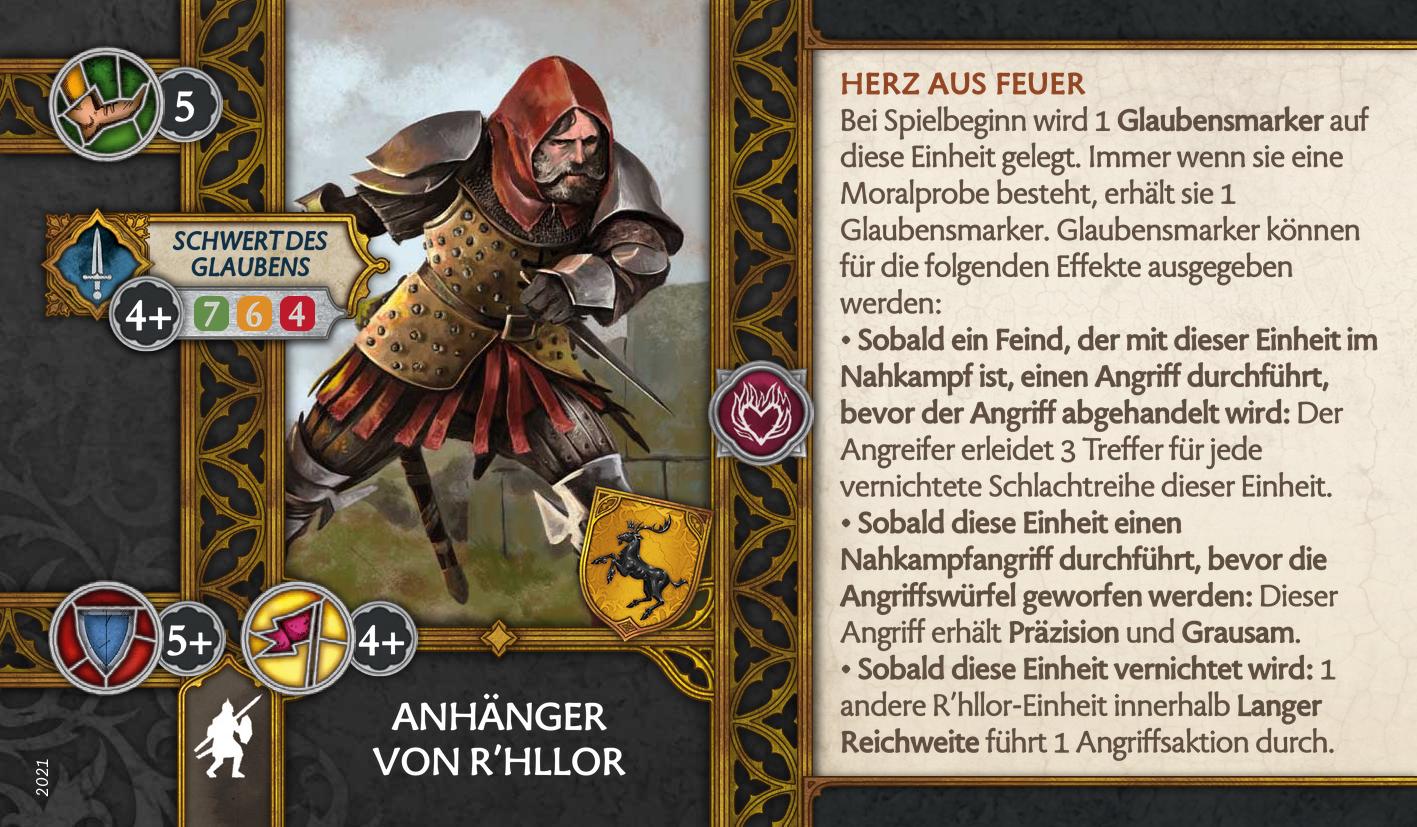 5
SCHWERT DES
GLAUBENS
4+ 7 6 4
5+ 4+
ANHÄNGER
VON R'HLLOR
2021
HERZ AUS FEUER
Bei Spielbeginn wird 1 Glaubensmarker auf
diese Einheit gelegt. Immer wenn sie eine
Moralprobe besteht, erhält sie 1
Glaubensmarker. Glaubensmarker können
für die folgenden Effekte ausgegeben
werden:
• Sobald ein Feind, der mit dieser Einheit im
Nahkampf ist, einen Angriff durchführt,
bevor der Angriff abgehandelt wird: Der
Angreifer erleidet 3 Treffer für jede
vernichtete Schlachtreihe dieser Einheit.
• Sobald diese Einheit einen
Nahkampfangriff durchführt, bevor die
Angriffswürfel geworfen werden: Dieser
Angriff erhält Präzision und Grausam.
• Sobald diese Einheit vernichtet wird: 1
andere R'hllor-Einheit innerhalb Langer
Reichweite führt 1 Angriffsaktion durch.